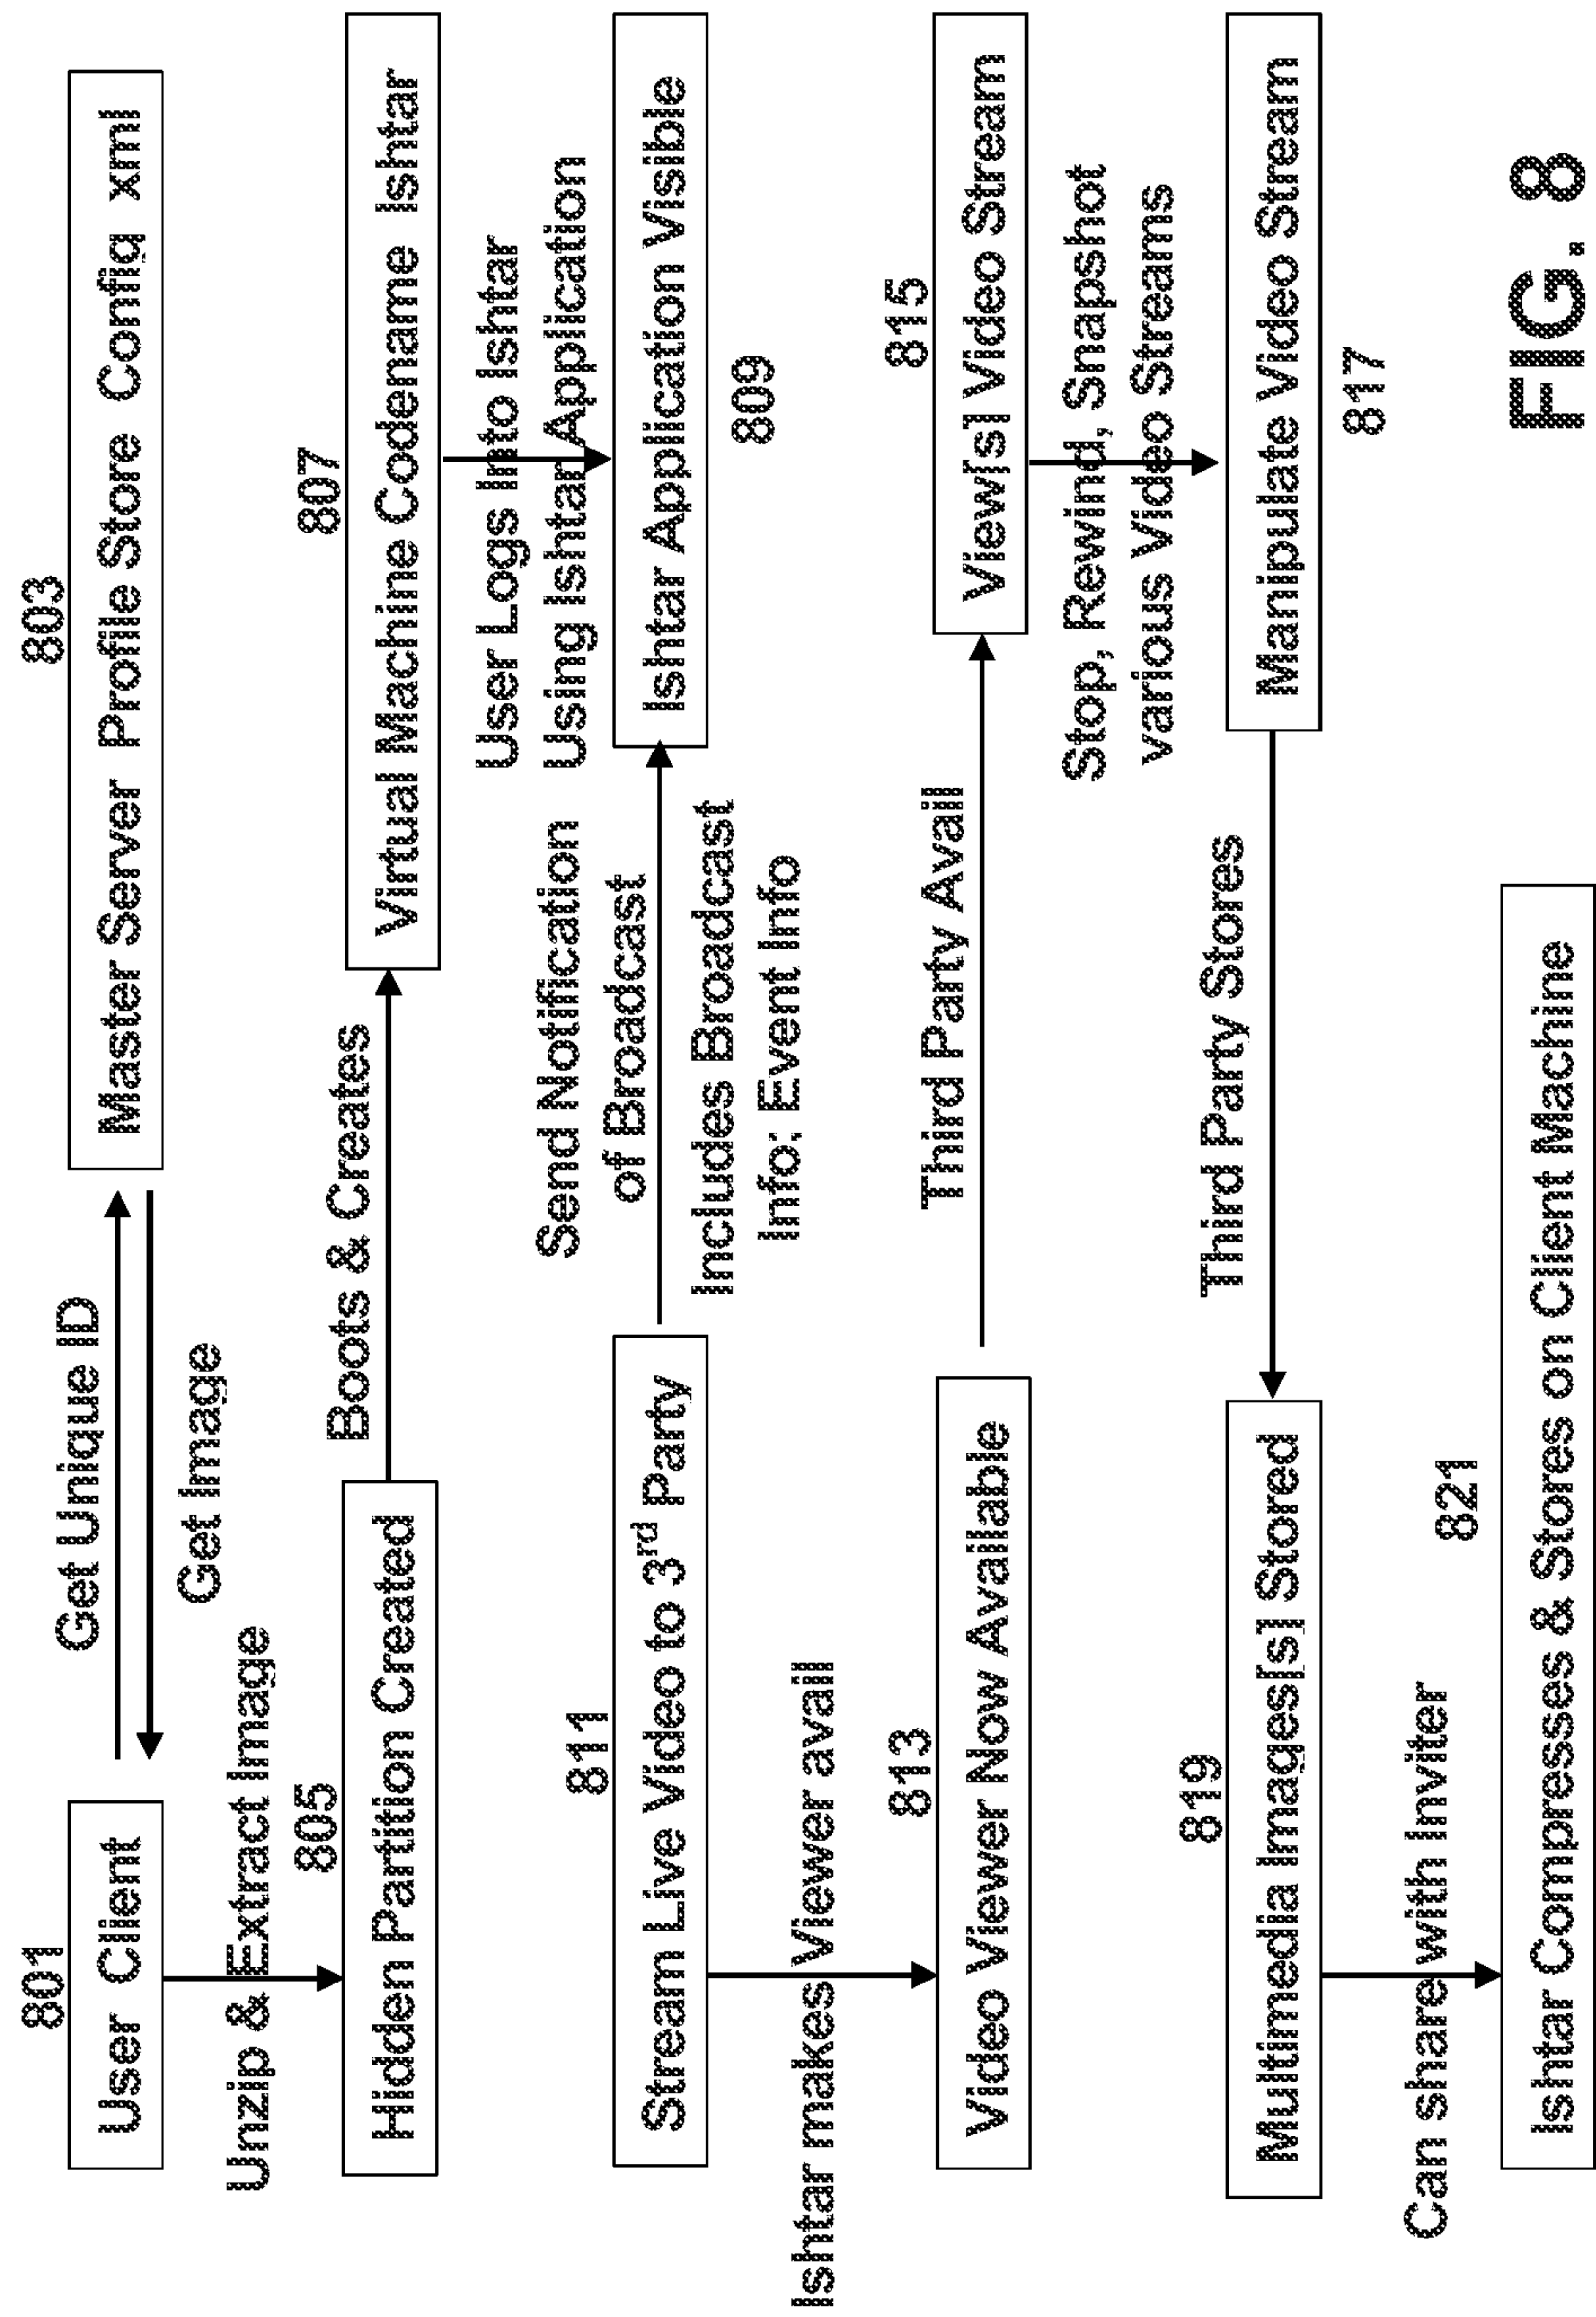 801
User Client
Get Unique ID
Get Image
803
Master Server Profile Store Config xml
Unzip & Extract Image
805
Hidden Partition Created
Boots & Creates
807
Virtual Machine Codename Ishtar
User Logs into Ishtar
Using Ishtar Application
811
Stream Live Video to 3rd Party
Send Notification
of Broadcast
Includes Broadcast
Info: Event Info
Ishtar Application Visible
809
Ishtar makes Viewer avail
813
Video Viewer Now Available
Third Party Avail
815
View[s] Video Stream
Stop, Rewind, Snapshot
various Video Streams
819
Multimedia Image[s] Stored
Third Party Stores
Manipulate Video Stream
817
Can share with Inviter
821
Ishtar Compresses & Stores on Client Machine
FIG. 8